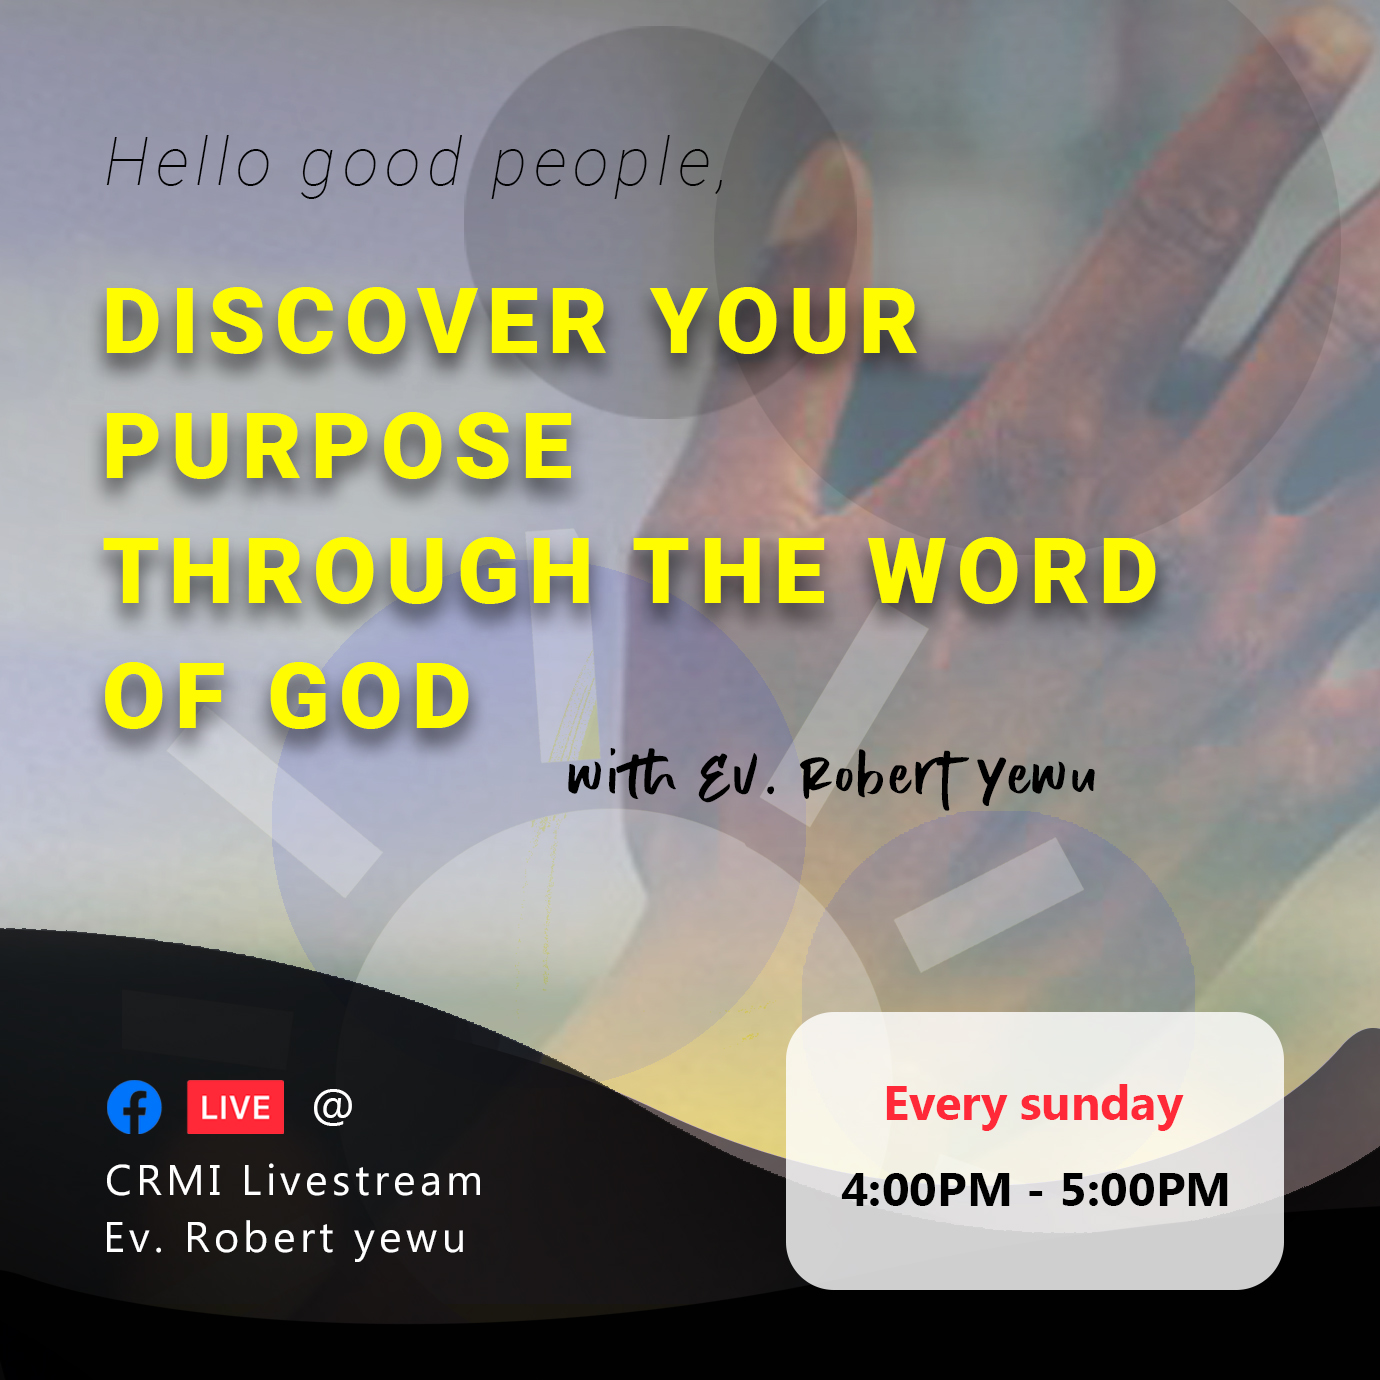 Hello good people,
DISCOVER YOUR
PURPOSE
THROUGH THE WORD
OF GOD
with Ev. Robert Yewu
LIVE @
CRMI Livestream
Ev. Robert yewu
Every sunday
4:00PM - 5:00PM